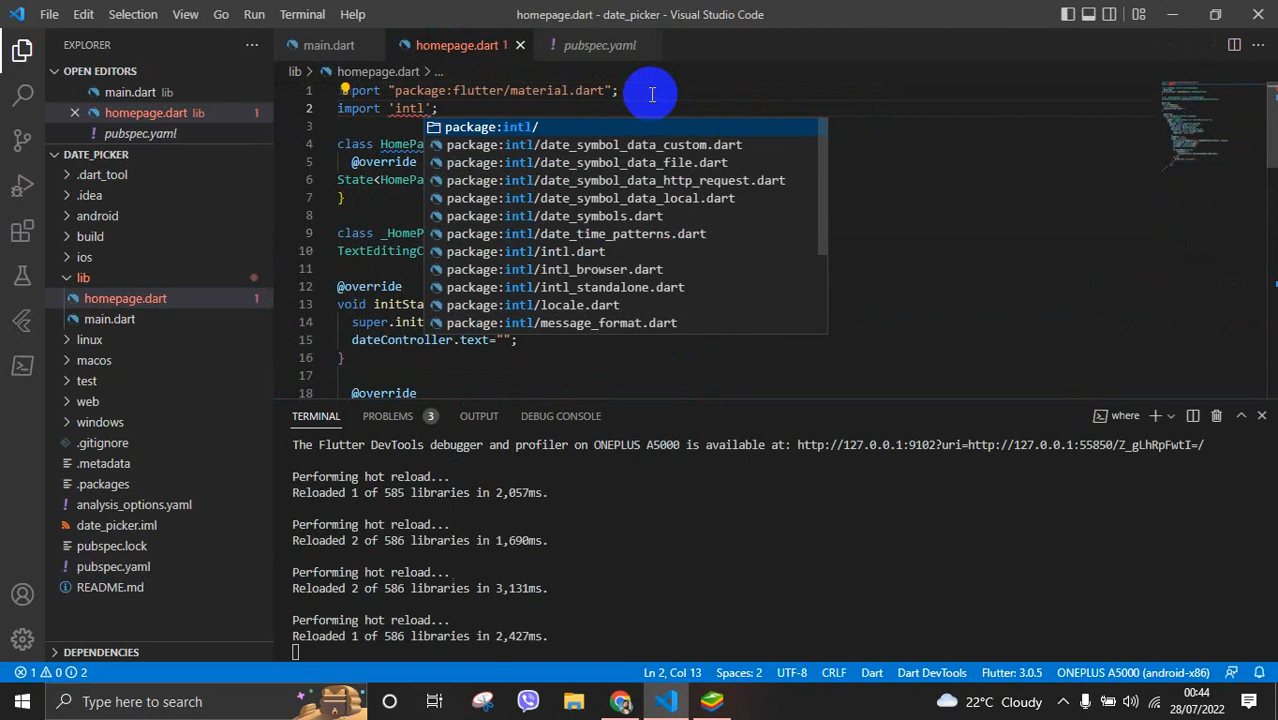 File Edit Selection View Go Run Terminal Help
homepage.dart - date_picker - Visual Studio Code
EXPLORER
main.dart
homepage.dart 1
pubspec.yaml
OPEN EDITORS
main.dart lib
homepage.dart lib 1
pubspec.yaml
DATE_PICKER
.dart_tool
.idea
android
build
ios
lib
homepage.dart 1
main.dart
linux
macos
test
web
windows
.gitignore
.metadata
.packages
analysis_options.yaml
date_picker.iml
pubspec.lock
pubspec.yaml
README.md
DEPENDENCIES
lib > homepage.dart > ...
1 port "package:flutter/material.dart";
2 import 'intl';
3
4 class HomePa
5 @override
6 State<HomePa
7 }
8
9 class _HomeP
10 TextEditingC
11
12 @override
13 void initSta
14 super.init
15 dateController.text="";
16 }
17
18 @override
package:intl/
package:intl/date_symbol_data_custom.dart
package:intl/date_symbol_data_file.dart
package:intl/date_symbol_data_http_request.dart
package:intl/date_symbol_data_local.dart
package:intl/date_symbols.dart
package:intl/date_time_patterns.dart
package:intl/intl.dart
package:intl/intl_browser.dart
package:intl/intl_standalone.dart
package:intl/locale.dart
package:intl/message_format.dart
TERMINAL PROBLEMS 3 OUTPUT DEBUG CONSOLE
where
The Flutter DevTools debugger and profiler on ONEPLUS A5000 is available at: http://127.0.0.1:9102?uri=http://127.0.0.1:55850/Z_gLhRpFwtI=/
Performing hot reload...
Reloaded 1 of 585 libraries in 2,057ms.
Performing hot reload...
Reloaded 2 of 586 libraries in 1,690ms.
Performing hot reload...
Reloaded 2 of 586 libraries in 3,131ms.
Performing hot reload...
Reloaded 1 of 586 libraries in 2,427ms.
1 0 2
Ln 2, Col 13 Spaces: 2 UTF-8 CRLF Dart Dart DevTools Flutter: 3.0.5 ONEPLUS A5000 (android-x86)
Type here to search
22°C Cloudy
00:44
28/07/2022